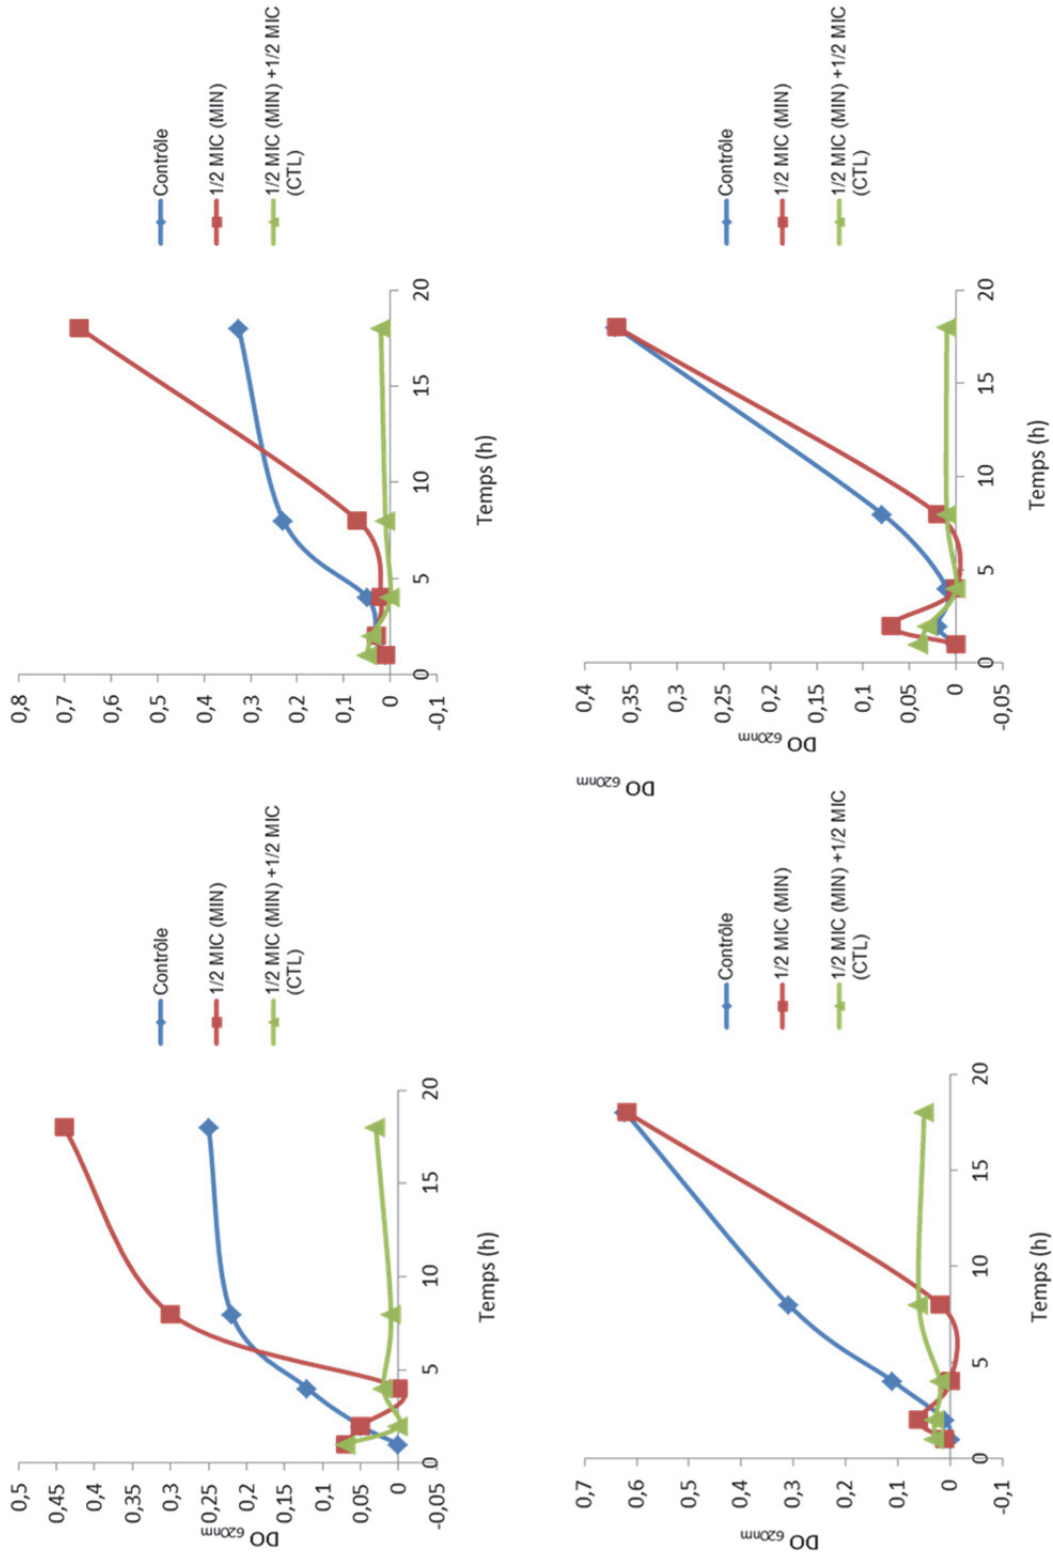 0,5
0,45
0,4
0,35
0,3
0,25
0,2
0,15
0,1
0,05
0
-0,05
DO 620nm
0 5 10 15 20
Temps (h)
Contrôle
1/2 MIC (MIN)
1/2 MIC (MIN) +1/2 MIC
(CTL)
0,8
0,7
0,6
0,5
0,4
0,3
0,2
0,1
0
-0,1
0 5 10 15 20
Temps (h)
Contrôle
1/2 MIC (MIN)
1/2 MIC (MIN) +1/2 MIC
(CTL)
DO 620nm
0,7
0,6
0,5
0,4
0,3
0,2
0,1
0
-0,1
DO 620nm
0 5 10 15 20
Temps (h)
Contrôle
1/2 MIC (MIN)
1/2 MIC (MIN) +1/2 MIC
(CTL)
0,4
0,35
0,3
0,25
0,2
0,15
0,1
0,05
0
-0,05
DO 620nm
0 5 10 15 20
Temps (h)
Contrôle
1/2 MIC (MIN)
1/2 MIC (MIN) +1/2 MIC
(CTL)